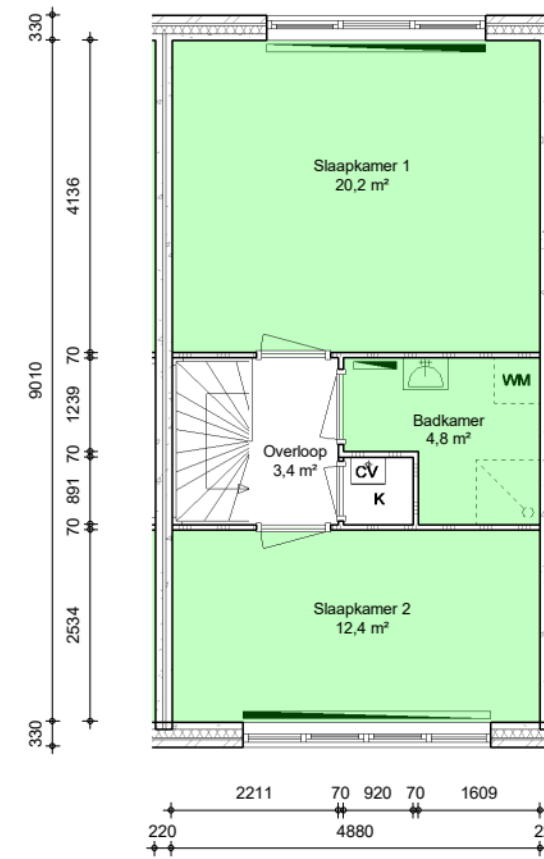 330
4136
70
9010
1239
70
891
70
2534
330
Slaapkamer 1
20,2 m²
WM
Badkamer
4,8 m²
Overloop
3,4 m²
CV
K
Slaapkamer 2
12,4 m²
2211 70 920 70 1609
220 4880